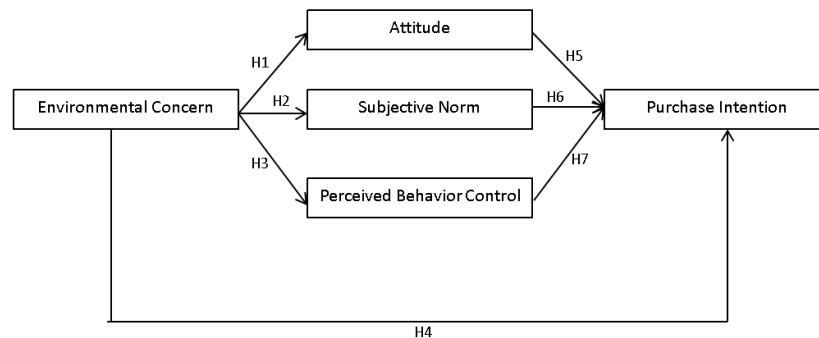 Attitude
H1
H5
Environmental Concern
H2
Subjective Norm
H6
Purchase Intention
H3
H7
Perceived Behavior Control
H4